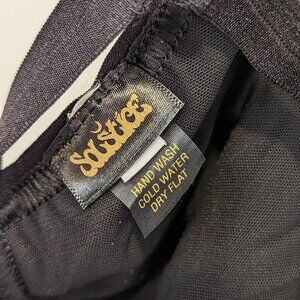 Solstice
HAND WASH
COLD WATER
DRY FLAT